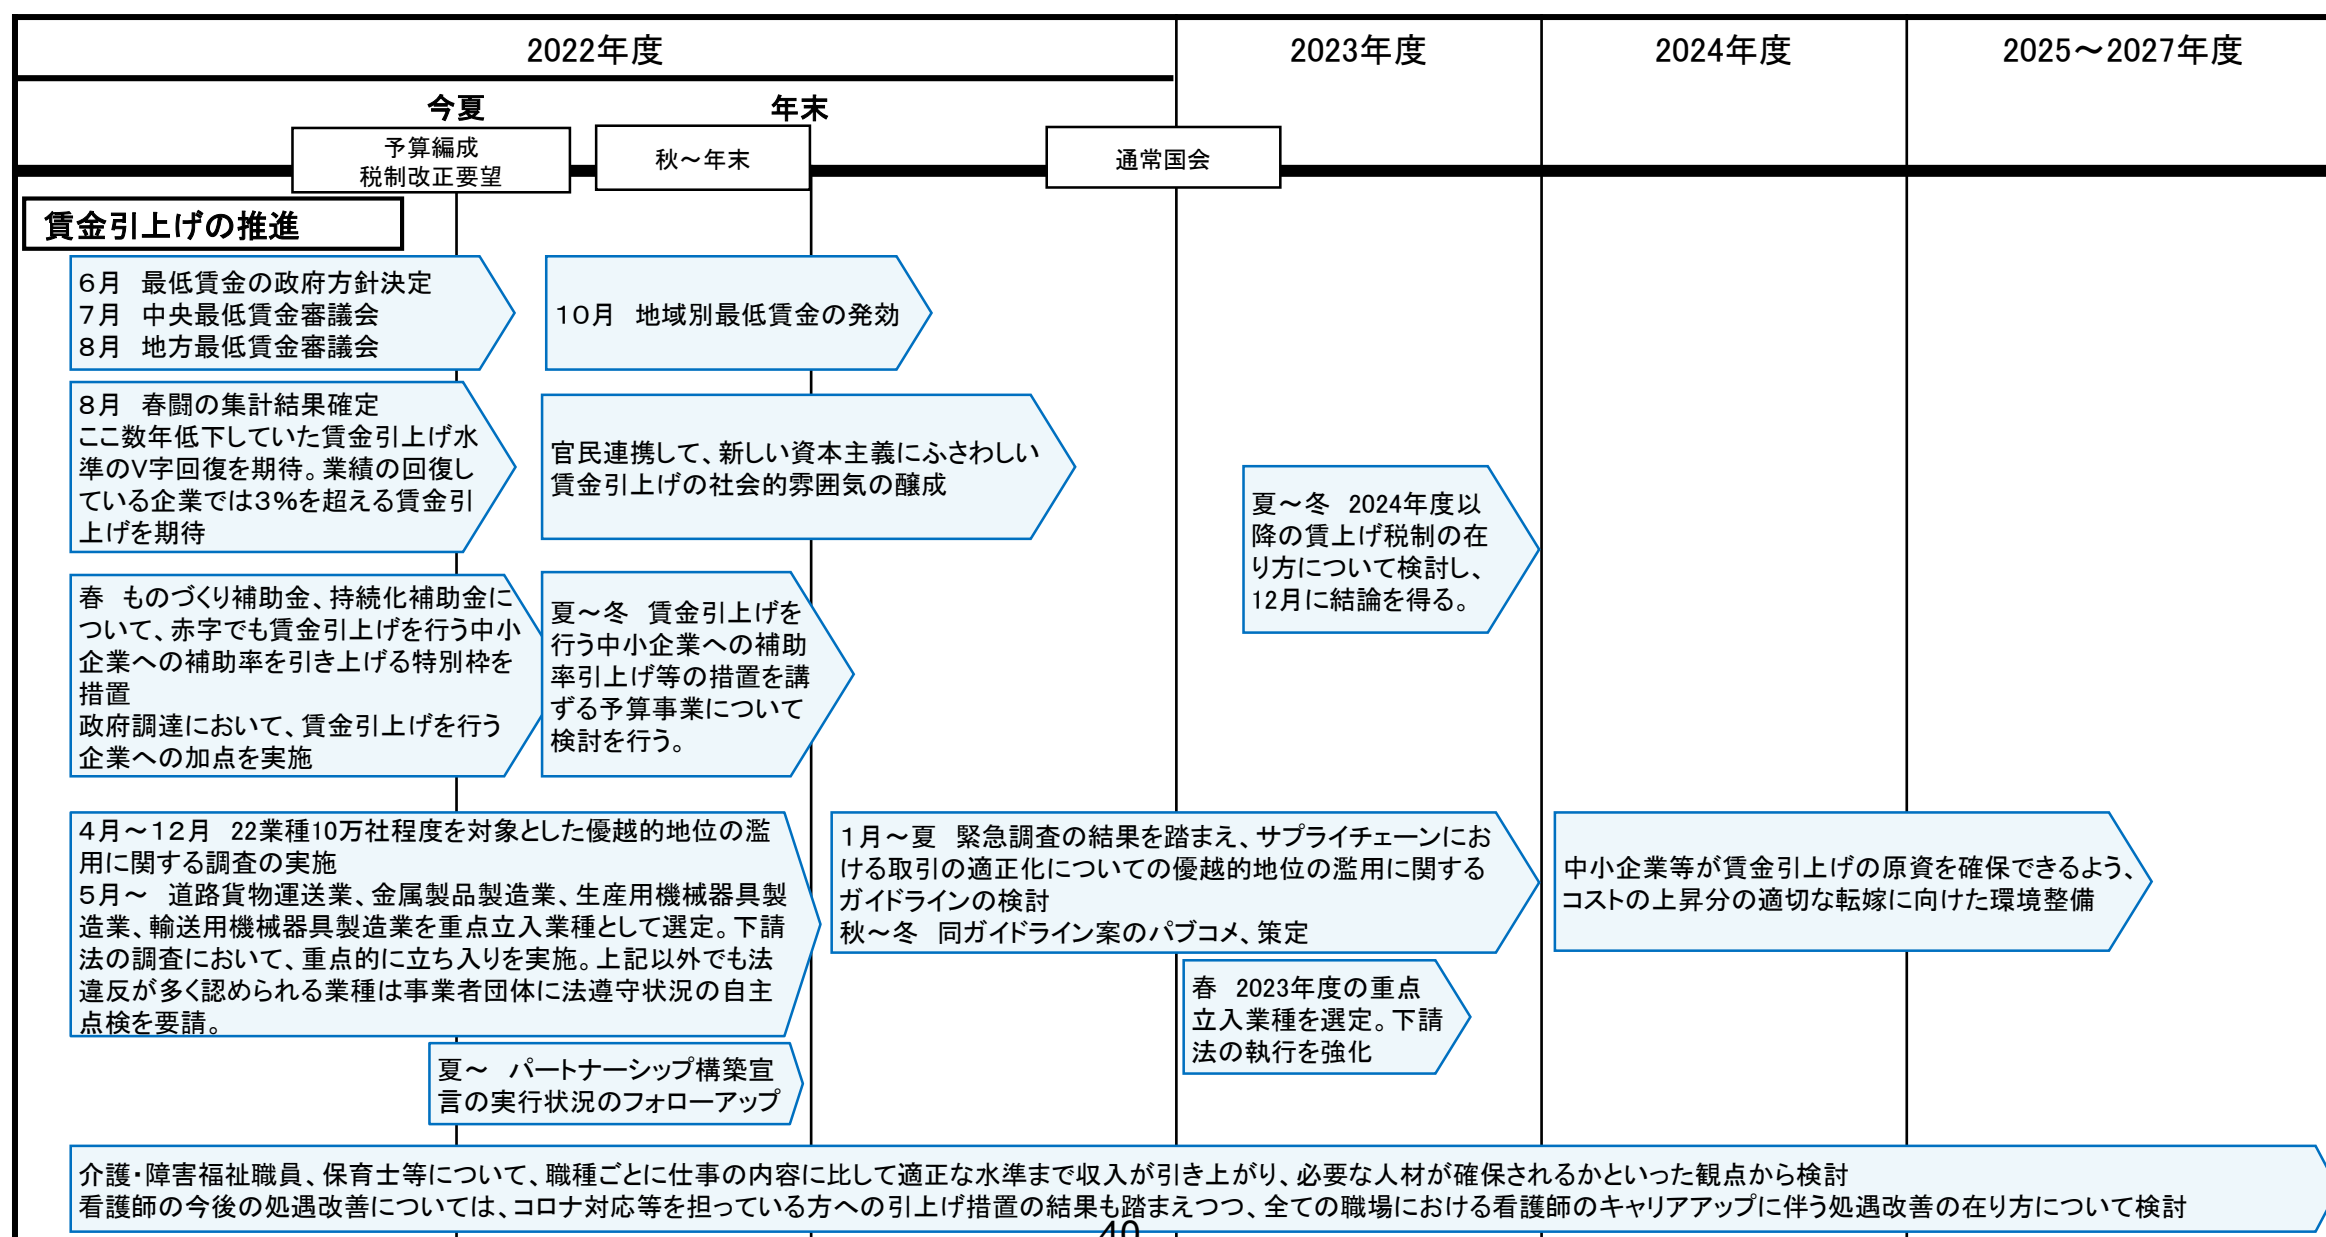 2022年度
2023年度
2024年度
2025～2027年度
今夏
年末
予算編成
税制改正要望
秋～年末
通常国会
賃金引上げの推進
６月　最低賃金の政府方針決定
７月　中央最低賃金審議会
８月　地方最低賃金審議会
１０月　地域別最低賃金の発効
８月　春闘の集計結果確定
ここ数年低下していた賃金引上げ水
準のV字回復を期待。業績の回復し
ている企業では３％を超える賃金引
上げを期待
官民連携して、新しい資本主義にふさわしい
賃金引上げの社会的雰囲気の醸成
夏～冬　2024年度以
降の賃上げ税制の在
り方について検討し、
12月に結論を得る。
春　ものづくり補助金、持続化補助金に
ついて、赤字でも賃金引上げを行う中小
企業への補助率を引き上げる特別枠を
措置
政府調達において、賃金引上げを行う
企業への加点を実施
夏～冬　賃金引上げを
行う中小企業への補助
率引上げ等の措置を講
ずる予算事業について
検討を行う。
４月～１２月　22業種10万社程度を対象とした優越的地位の濫
用に関する調査の実施
５月～　道路貨物運送業、金属製品製造業、生産用機械器具製
造業、輸送用機械器具製造業を重点立入業種として選定。下請
法の調査において、重点的に立ち入りを実施。上記以外でも法
違反が多く認められる業種は事業者団体に法遵守状況の自主
点検を要請。
１月～夏　緊急調査の結果を踏まえ、サプライチェーンにお
ける取引の適正化についての優越的地位の濫用に関する
ガイドラインの検討
秋～冬　同ガイドライン案のパブコメ、策定
中小企業等が賃金引上げの原資を確保できるよう、
コストの上昇分の適切な転嫁に向けた環境整備
春　2023年度の重点
立入業種を選定。下請
法の執行を強化
夏～　パートナーシップ構築宣
言の実行状況のフォローアップ
介護・障害福祉職員、保育士等について、職種ごとに仕事の内容に比して適正な水準まで収入が引き上がり、必要な人材が確保されるかといった観点から検討
看護師の今後の処遇改善については、コロナ対応等を担っている方への引上げ措置の結果も踏まえつつ、全ての職場における看護師のキャリアアップに伴う処遇改善の在り方について検討
40